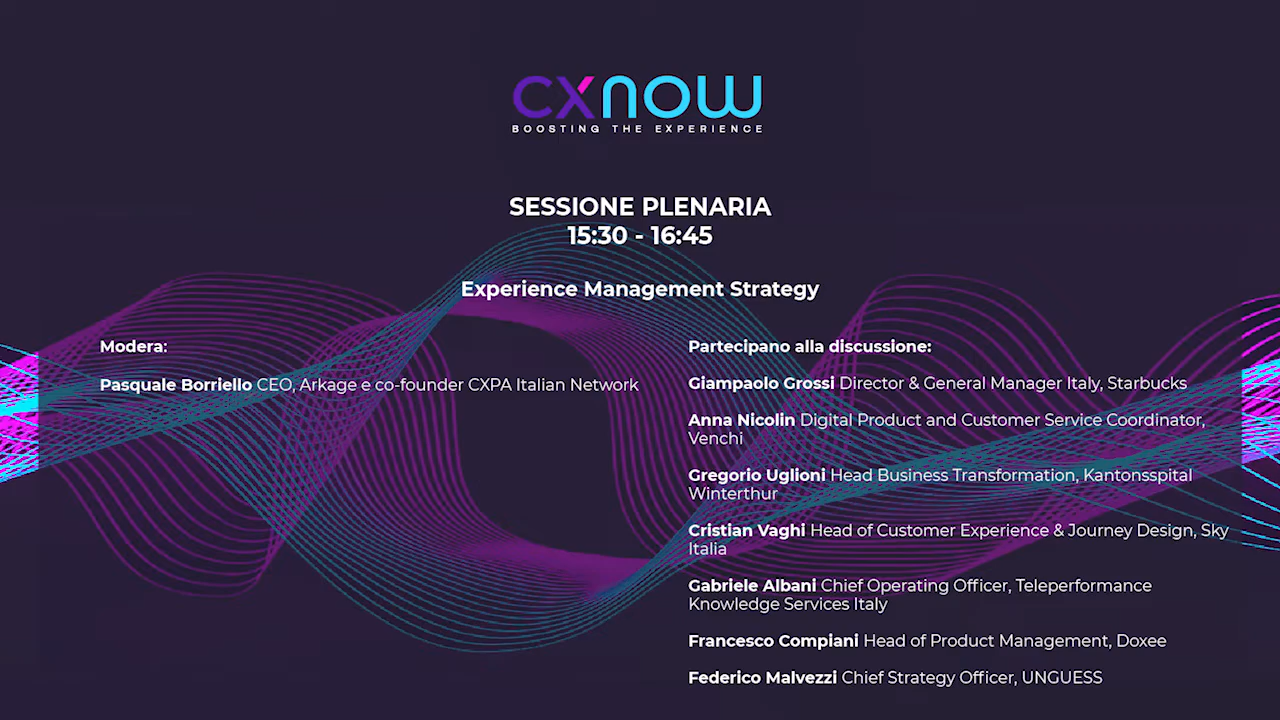 cxnow
BOOSTING THE EXPERIENCE
SESSIONE PLENARIA
15:30 - 16:45
Experience Management Strategy
Modera:
Pasquale Borriello CEO, Arkage e co-founder CXPA Italian Network
Partecipano alla discussione:
Giampaolo Grossi Director & General Manager Italy, Starbucks
Anna Nicolin Digital Product and Customer Service Coordinator,
Venchi
Gregorio Uglioni Head Business Transformation, Kantonsspital
Winterthur
Cristian Vaghi Head of Customer Experience & Journey Design, Sky
Italia
Gabriele Albani Chief Operating Officer, Teleperformance
Knowledge Services Italy
Francesco Compiani Head of Product Management, Doxee
Federico Malvezzi Chief Strategy Officer, UNGUESS